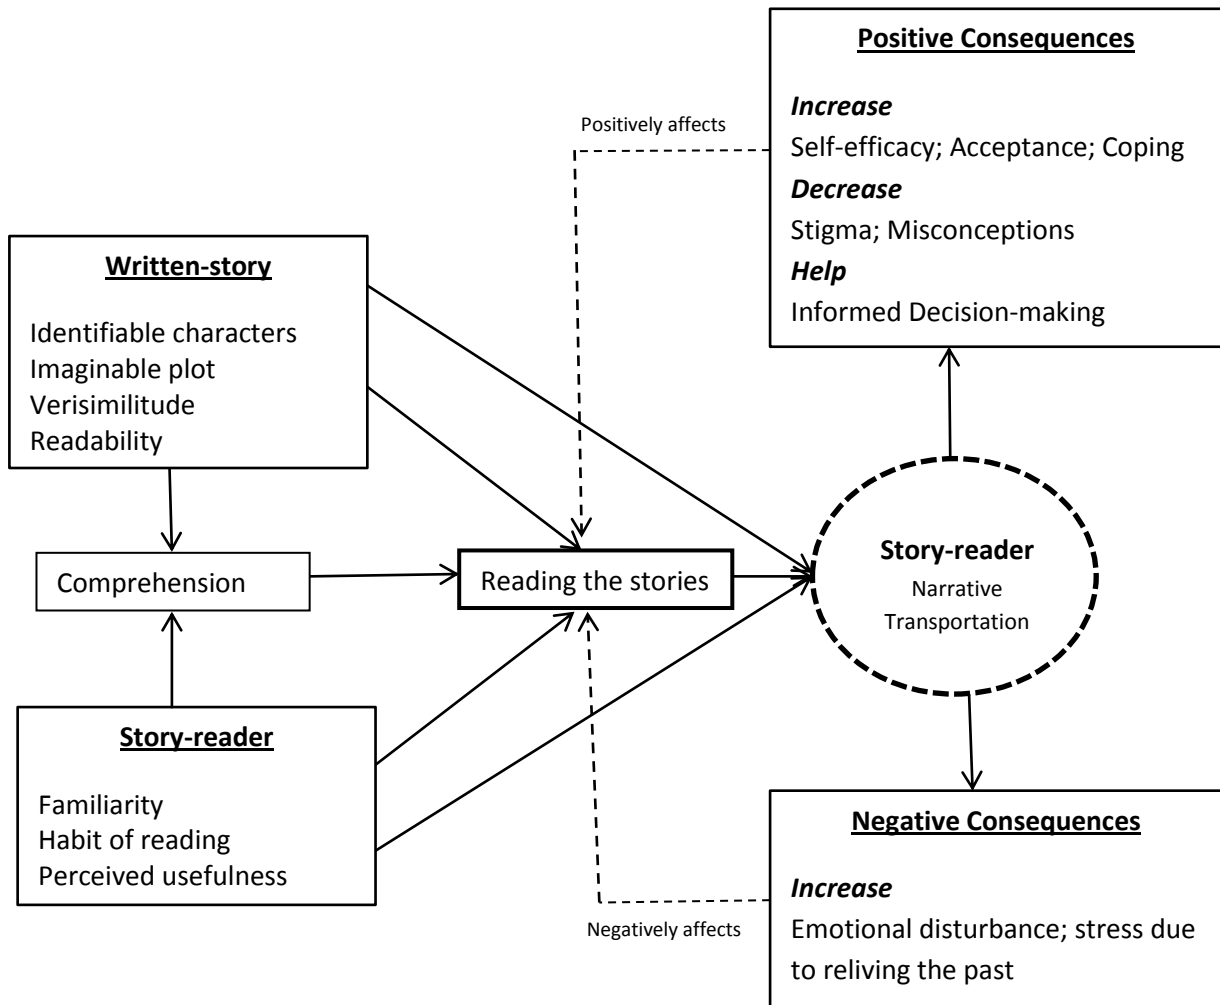 Positive Consequences
Increase
Self-efficacy; Acceptance; Coping
Decrease
Stigma; Misconceptions
Help
Informed Decision-making
Positively affects
Written-story
Identifiable characters
Imaginable plot
Verisimilitude
Readability
Comprehension
Reading the stories
Story-reader
Narrative
Transportation
Story-reader
Familiarity
Habit of reading
Perceived usefulness
Negatively affects
Negative Consequences
Increase
Emotional disturbance; stress due
to reliving the past